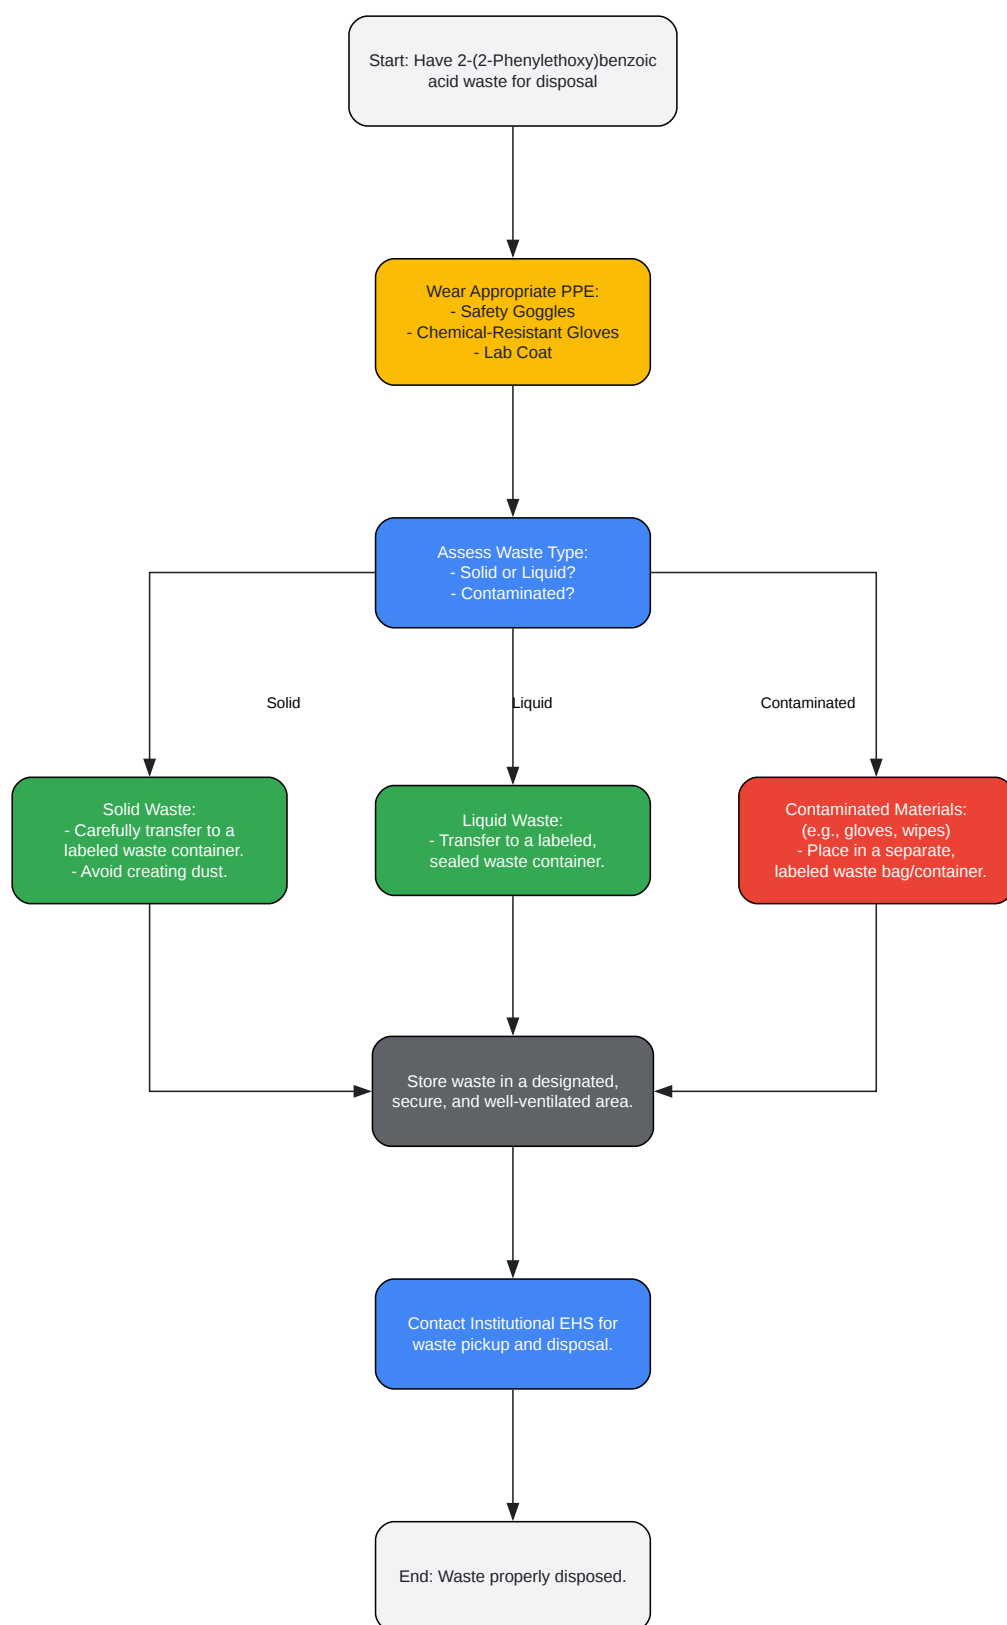 Start: Have 2-(2-Phenylethoxy)benzoic
acid waste for disposal
Wear Appropriate PPE:
- Safety Goggles
- Chemical-Resistant Gloves
- Lab Coat
Assess Waste Type:
- Solid or Liquid?
- Contaminated?
Solid
Liquid
Contaminated
Solid Waste:
- Carefully transfer to a
labeled waste container.
- Avoid creating dust.
Liquid Waste:
- Transfer to a labeled,
sealed waste container.
Contaminated Materials:
(e.g., gloves, wipes)
- Place in a separate,
labeled waste bag/container.
Store waste in a designated,
secure, and well-ventilated area.
Contact Institutional EHS for
waste pickup and disposal.
End: Waste properly disposed.